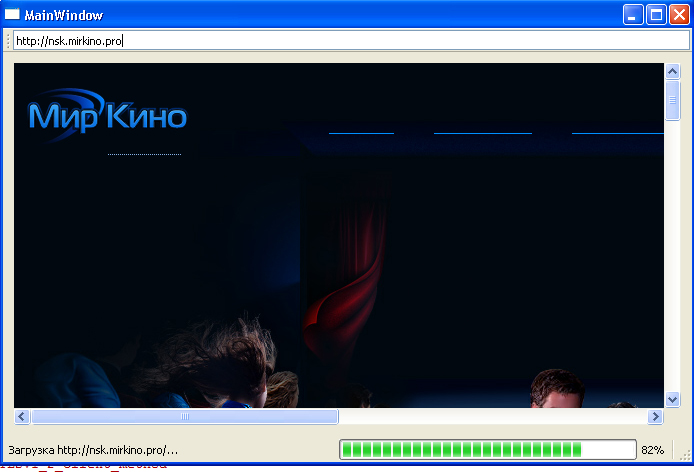 MainWindow
http://nsk.mirkino.pro
Мир Кино
Загрузка http://nsk.mirkino.pro/...
82%